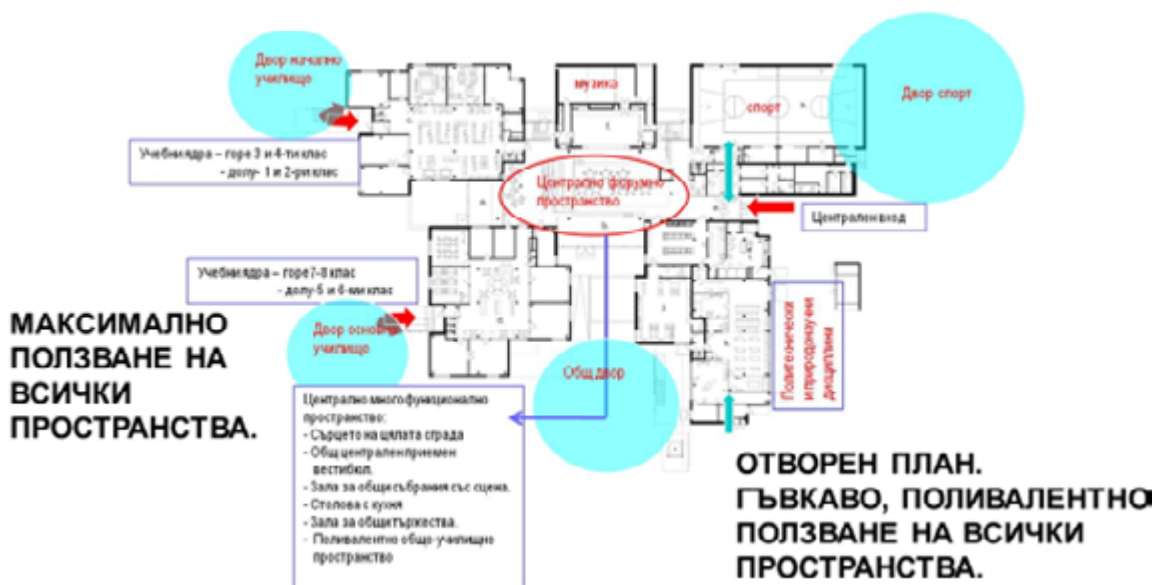 Двор начално
училище
музика
спорт
Двор спорт
Учебни ядра – горе 3 и 4-ти клас
- долу- 1 и 2-ри клас
Централно форумно
пространство
Централен вход
Учебни ядра – горе 7-8 клас
- долу-5 и 6-ми клас
МАКСИМАЛНО
ПОЛЗВАНЕ НА
ВСИЧКИ
ПРОСТРАНСТВА.
Двор основно
училище
Общ двор
Политехнически
и природонаучни
дисциплини
Централно многофункционално
пространство:
- Сърцето на цялата сграда
- Общ централен приемен
вестибюл.
- Зала за общи събрания със сцена.
- Столова с кухня
- Зала за общи тържества.
- Поливалентно общо-училищно
пространство
ОТВОРЕН ПЛАН.
ГЪВКАВО, ПОЛИВАЛЕНТНО
ПОЛЗВАНЕ НА ВСИЧКИ
ПРОСТРАНСТВА.